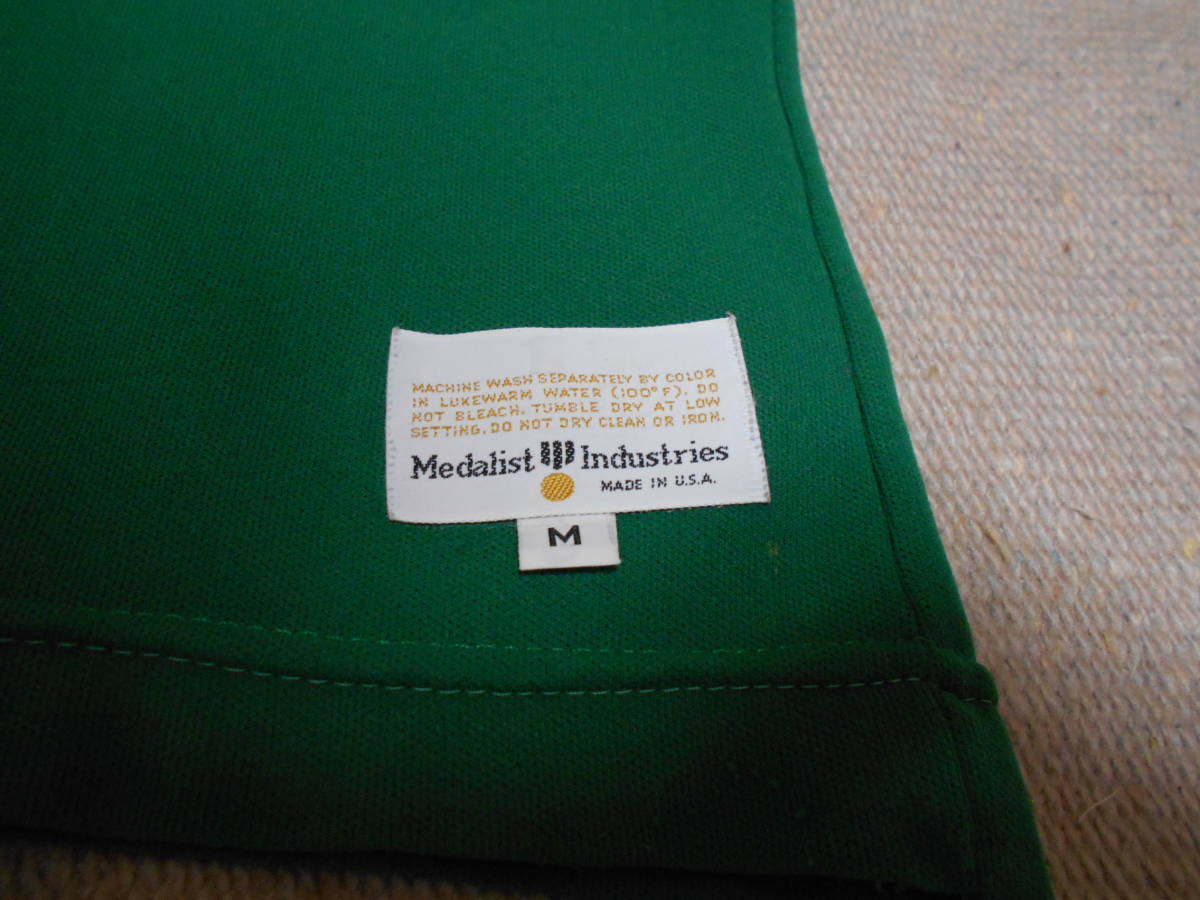 MACHINE WASH SEPARATELY BY COLOR
IN LUKEWARM WATER (100°F). DO
NOT BLEACH. TUMBLE DRY AT LOW
SETTING. DO NOT DRY CLEAN OR IRON.
Medalist Industries
MADE IN U.S.A.
M